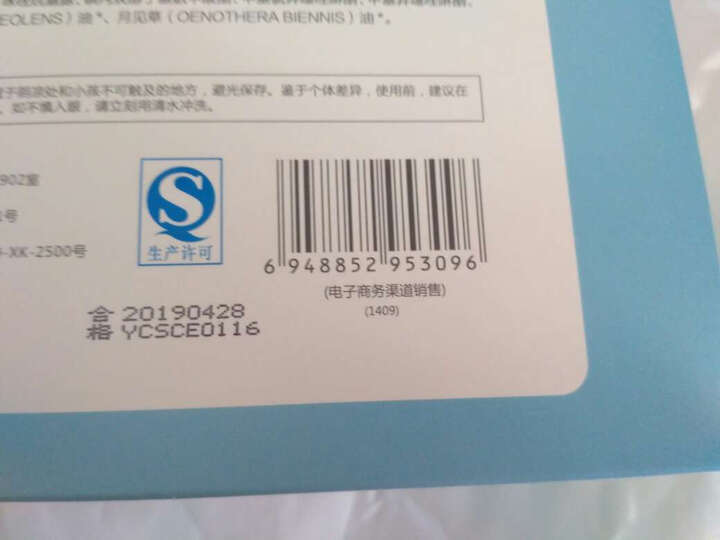 EOLENS）油*、月见草（OENOTHERA BIENNIS）油*。
于阴凉处和小孩不可触及的地方，避光保存。鉴于个体差异，使用前，建议在
如不慎入眼，请立刻用清水冲洗。
902室
号
-XK-2500号
生产许可
6 948852 953096
(电子商务渠道销售)
(1409)
合 20190428
格 YCSCE0116